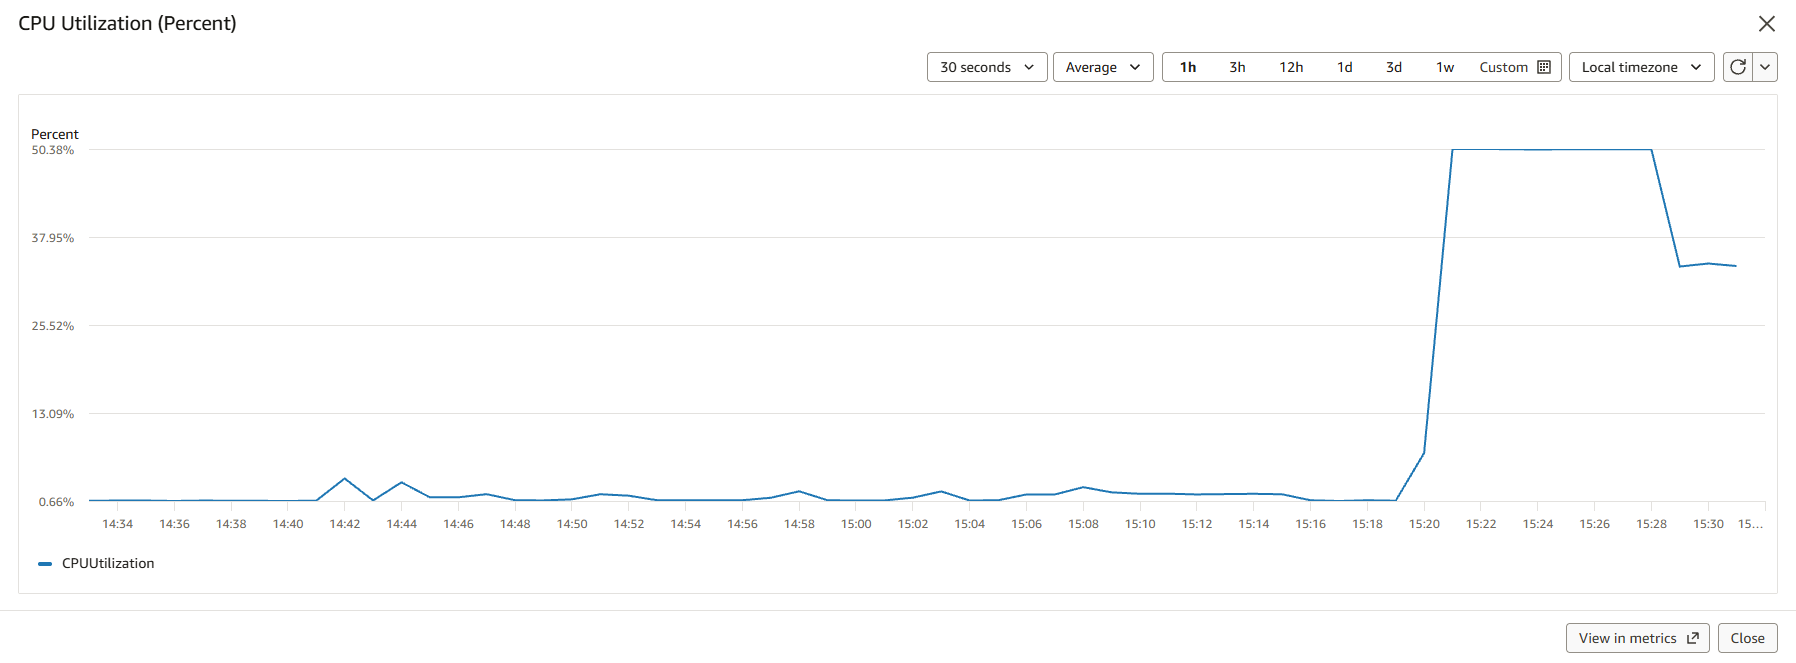 CPU Utilization (Percent)
30 seconds Average 1h 3h 12h 1d 3d 1w Custom Local timezone
Percent
50.38%
37.95%
25.52%
13.09%
0.66%
14:34 14:36 14:38 14:40 14:42 14:44 14:46 14:48 14:50 14:52 14:54 14:56 14:58 15:00 15:02 15:04 15:06 15:08 15:10 15:12 15:14 15:16 15:18 15:20 15:22 15:24 15:26 15:28 15:30 15...
CPUUtilization
View in metrics Close